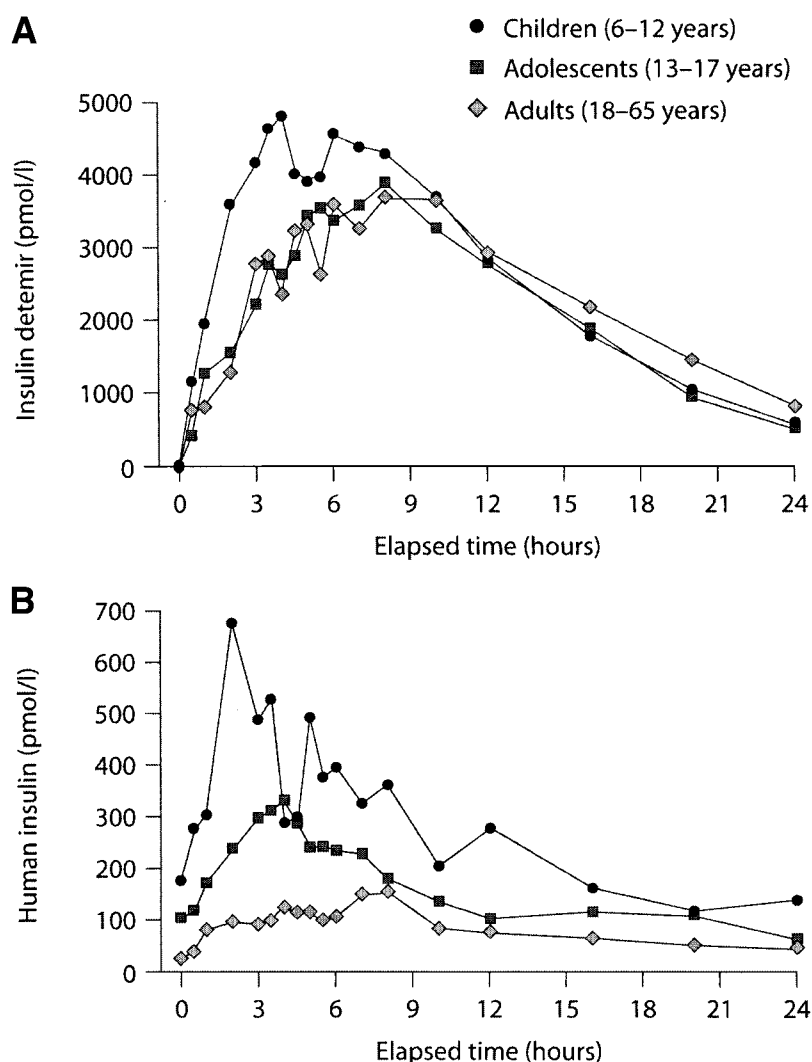 A
Children (6–12 years)
Adolescents (13–17 years)
Adults (18–65 years)
5000
4000
3000
2000
1000
0
Insulin detemir (pmol/l)
0 3 6 9 12 15 18 21 24
Elapsed time (hours)
B
700
600
500
400
300
200
100
0
Human insulin (pmol/l)
0 3 6 9 12 15 18 21 24
Elapsed time (hours)